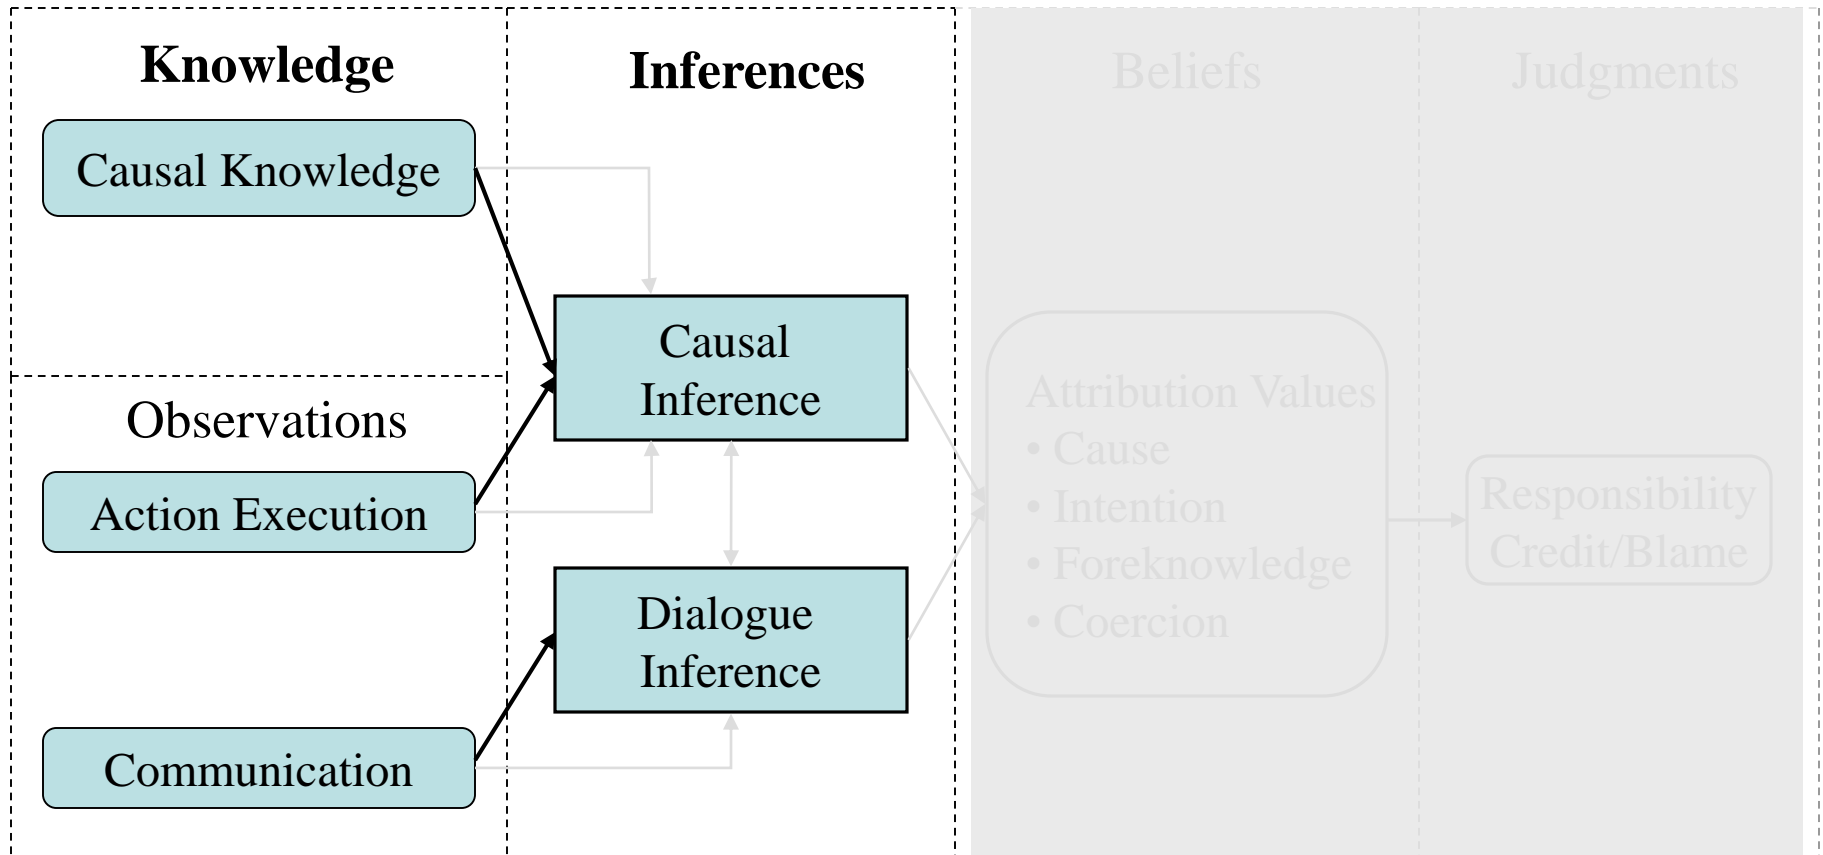 Knowledge
Inferences
Beliefs
Judgments
Causal Knowledge
Causal
Inference
Observations
Action Execution
Dialogue
Inference
Communication
Attribution Values
• Cause
• Intention
• Foreknowledge
• Coercion
Responsibility
Credit/Blame